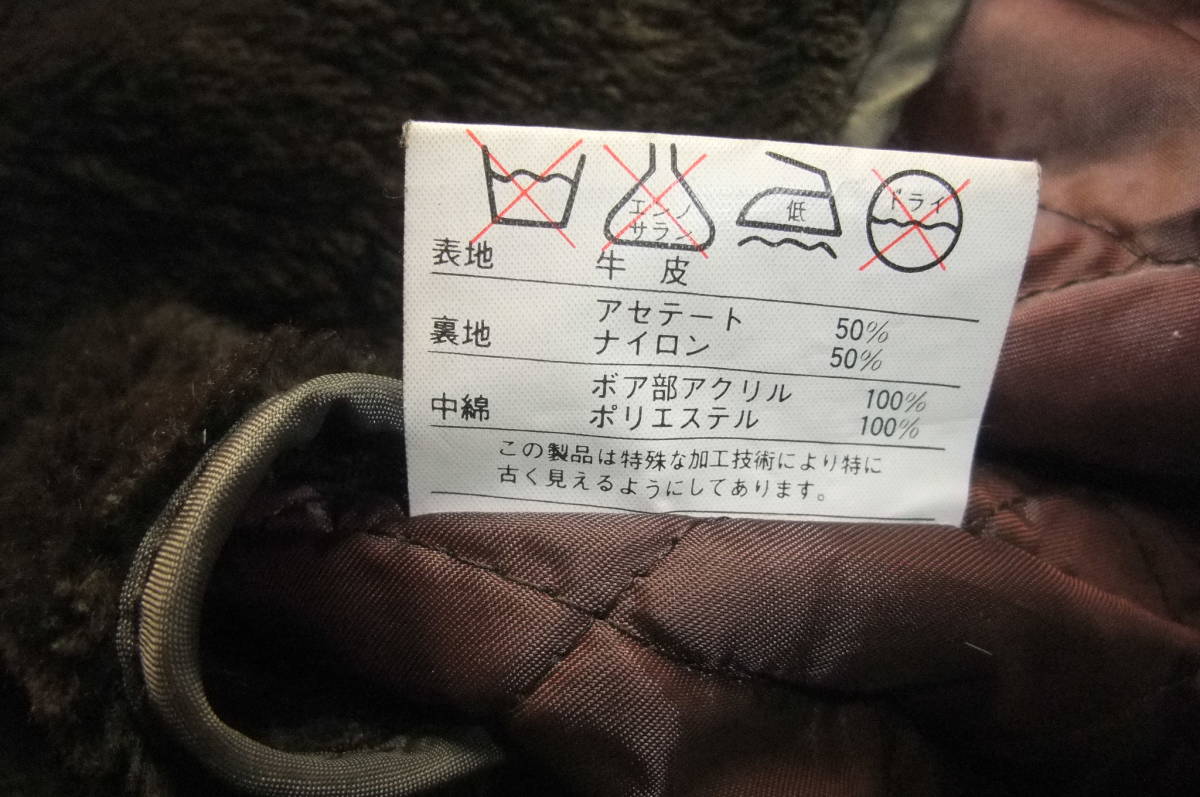 エンソ
サラシ
低
ドライ
表地 牛 皮
裏地 アセテート 50%
ナイロン 50%
中綿 ボア部アクリル 100%
ポリエステル 100%
この製品は特殊な加工技術により特に
古く見えるようにしてあります。